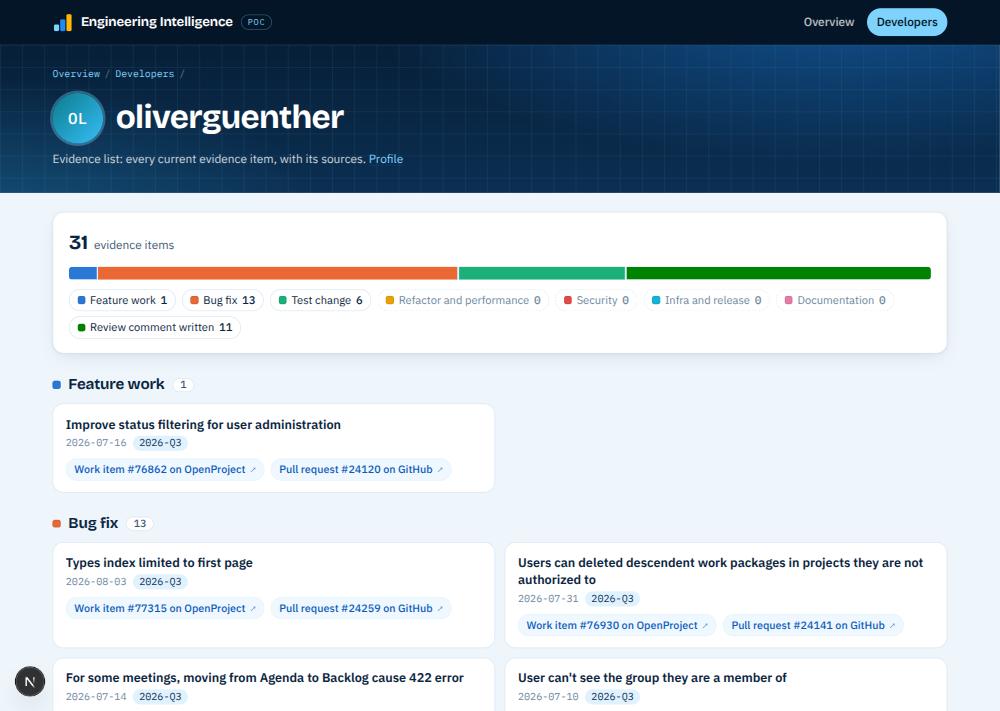 Engineering Intelligence POC Overview Developers
Overview / Developers /
OL oliverguenther
Evidence list: every current evidence item, with its sources. Profile
31 evidence items
Feature work 1 Bug fix 13 Test change 6 Refactor and performance 0 Security 0 Infra and release 0 Documentation 0
Review comment written 11
Feature work 1
Improve status filtering for user administration
2026-07-16 2026-Q3
Work item #76862 on OpenProject ↗ Pull request #24120 on GitHub ↗
Bug fix 13
Types index limited to first page
2026-08-03 2026-Q3
Work item #77315 on OpenProject ↗ Pull request #24259 on GitHub ↗
Users can deleted descendent work packages in projects they are not
authorized to
2026-07-31 2026-Q3
Work item #76930 on OpenProject ↗ Pull request #24141 on GitHub ↗
For some meetings, moving from Agenda to Backlog cause 422 error
2026-07-14 2026-Q3
User can't see the group they are a member of
2026-07-10 2026-Q3
N